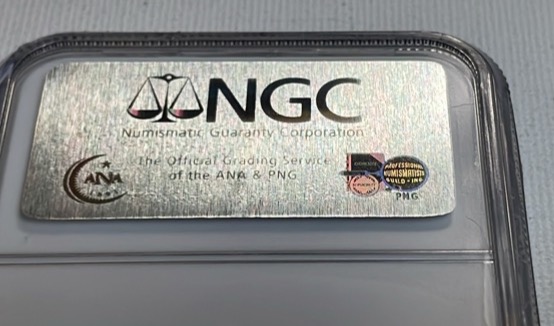 NGC
Numismatic Guaranty Corporation
The Official Grading Service
of the ANA & PNG
ANA
PROFESSIONAL
NUMISMATISTS
GUILD • INC
PNG